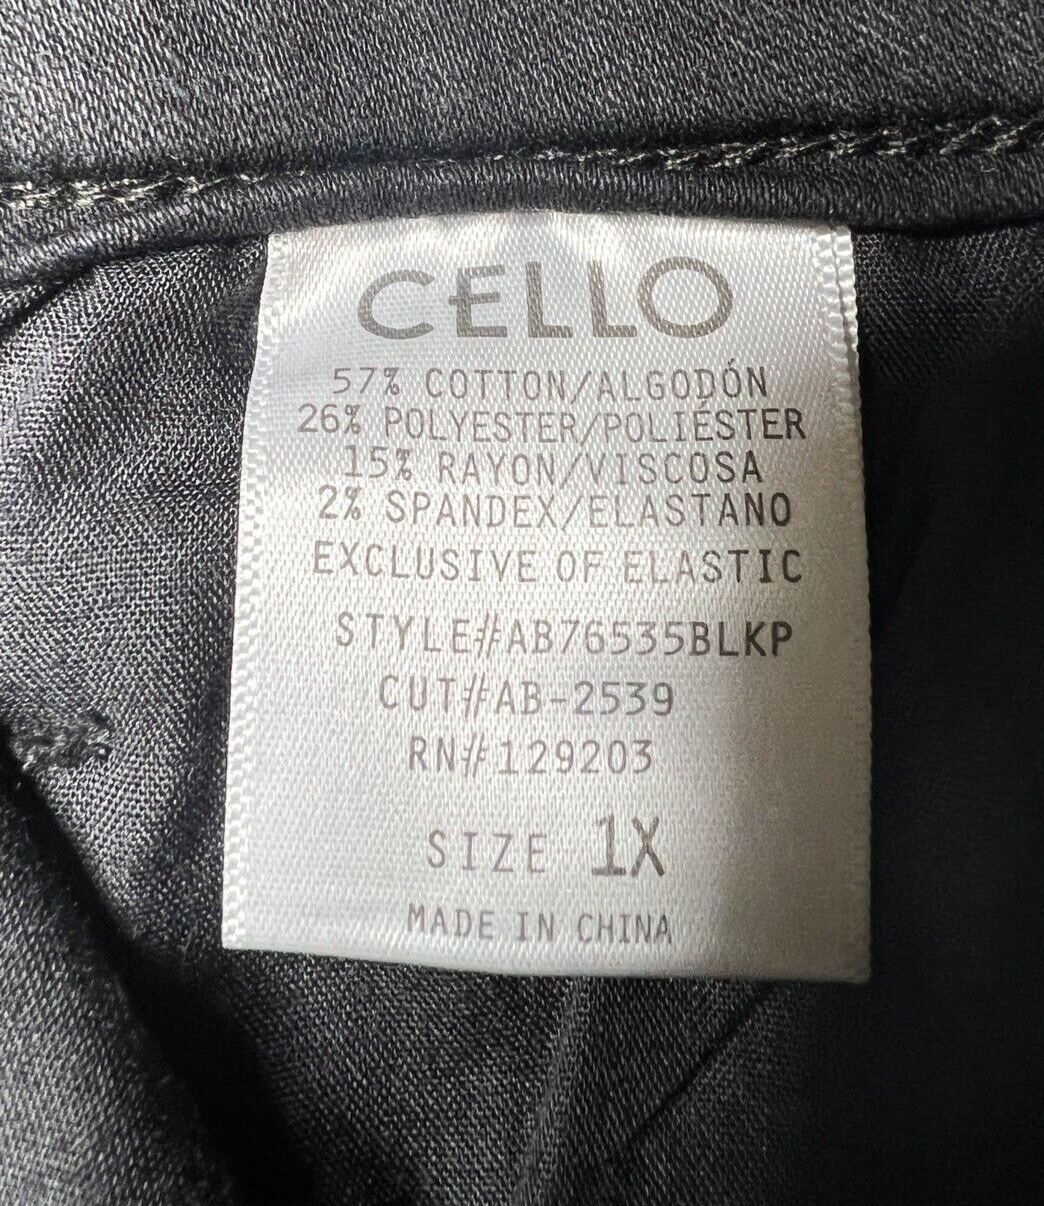 CELLO
57% COTTON/ALGODÓN
26% POLYESTER/POLIÉSTER
15% RAYON/VISCOSA
2% SPANDEX/ELASTANO
EXCLUSIVE OF ELASTIC
STYLE#AB76535BLKP
CUT#AB-2539
RN#129203
SIZE 1X
MADE IN CHINA